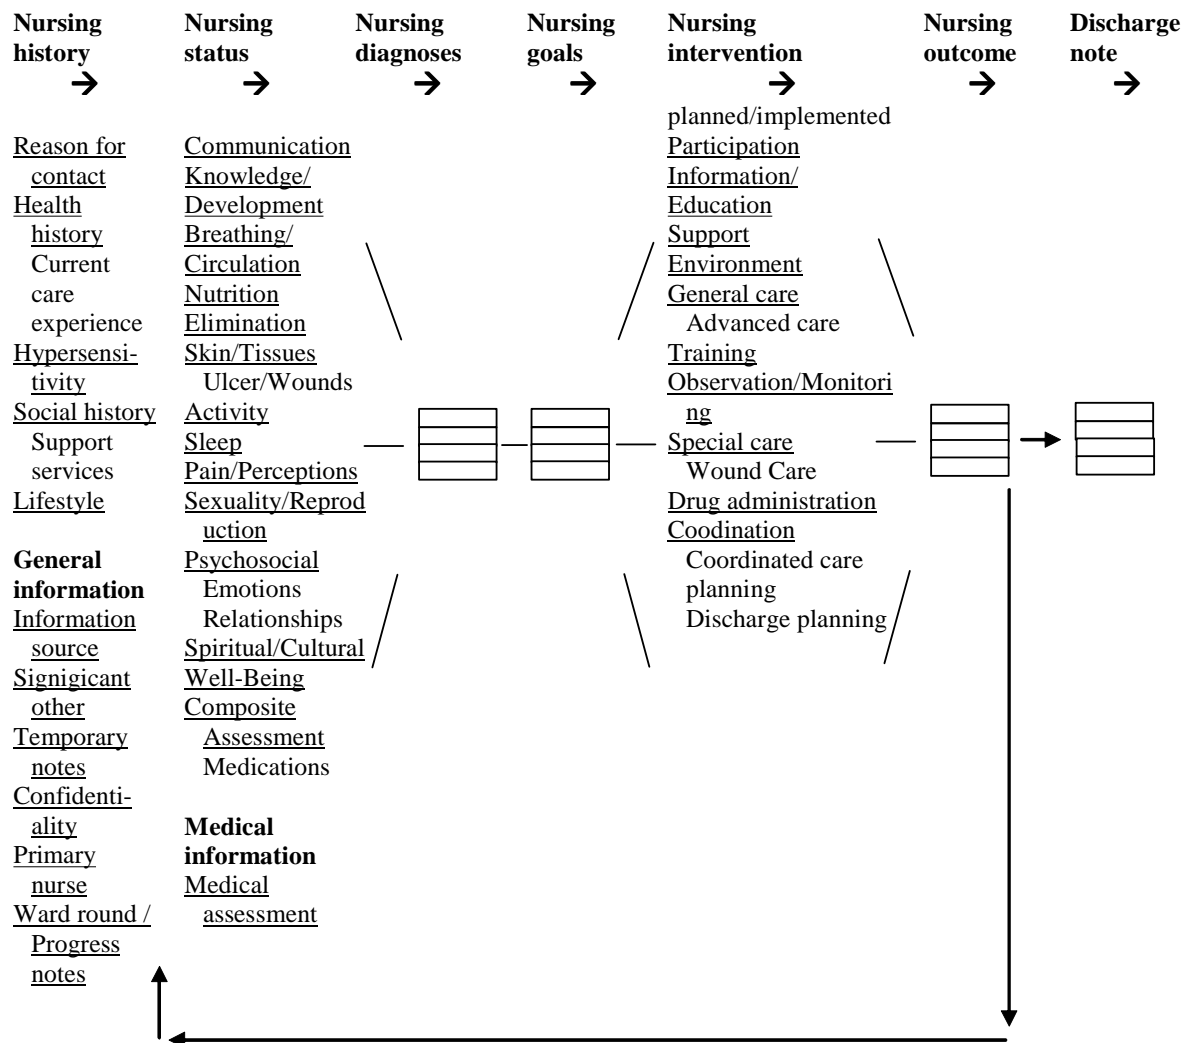 Nursing
history
Nursing
status
Nursing
diagnoses
Nursing
goals
Nursing
intervention
Nursing
outcome
Discharge
note
Reason for
contact
Health
history
Current
care
experience
Hypersensi-
tivity
Social history
Support
services
Lifestyle
General
information
Information
source
Signigicant
other
Temporary
notes
Confidenti-
ality
Primary
nurse
Ward round /
Progress
notes
Communication
Knowledge/
Development
Breathing/
Circulation
Nutrition
Elimination
Skin/Tissues
Ulcer/Wounds
Activity
Sleep
Pain/Perceptions
Sexuality/Reprod
uction
Psychosocial
Emotions
Relationships
Spiritual/Cultural
Well-Being
Composite
Assessment
Medications
Medical
information
Medical
assessment
planned/implemented
Participation
Information/
Education
Support
Environment
General care
Advanced care
Training
Observation/Monitori
ng
Special care
Wound Care
Drug administration
Coodination
Coordinated care
planning
Discharge planning